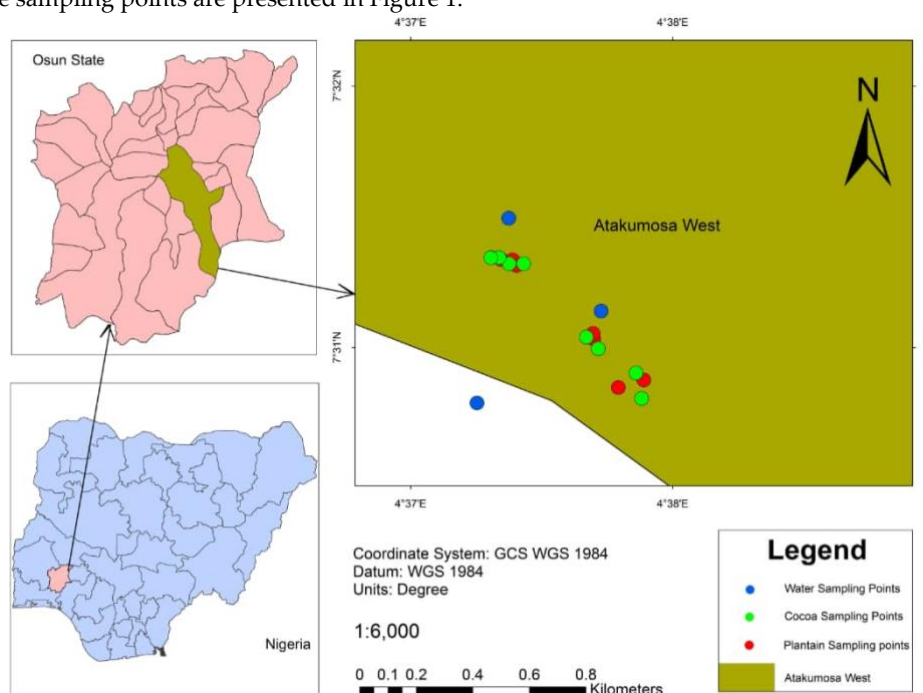 e sampling points are presented in Figure 1.
Osun State
Nigeria
4°37'E 4°38'E
7°32'N
7°31'N
N
Atakumosa West
4°37'E 4°38'E
Coordinate System: GCS WGS 1984
Datum: WGS 1984
Units: Degree
1:6,000
0 0.1 0.2 0.4 0.6 0.8
Kilometers
Legend
Water Sampling Points
Cocoa Sampling Points
Plantain Sampling points
Atakumosa West